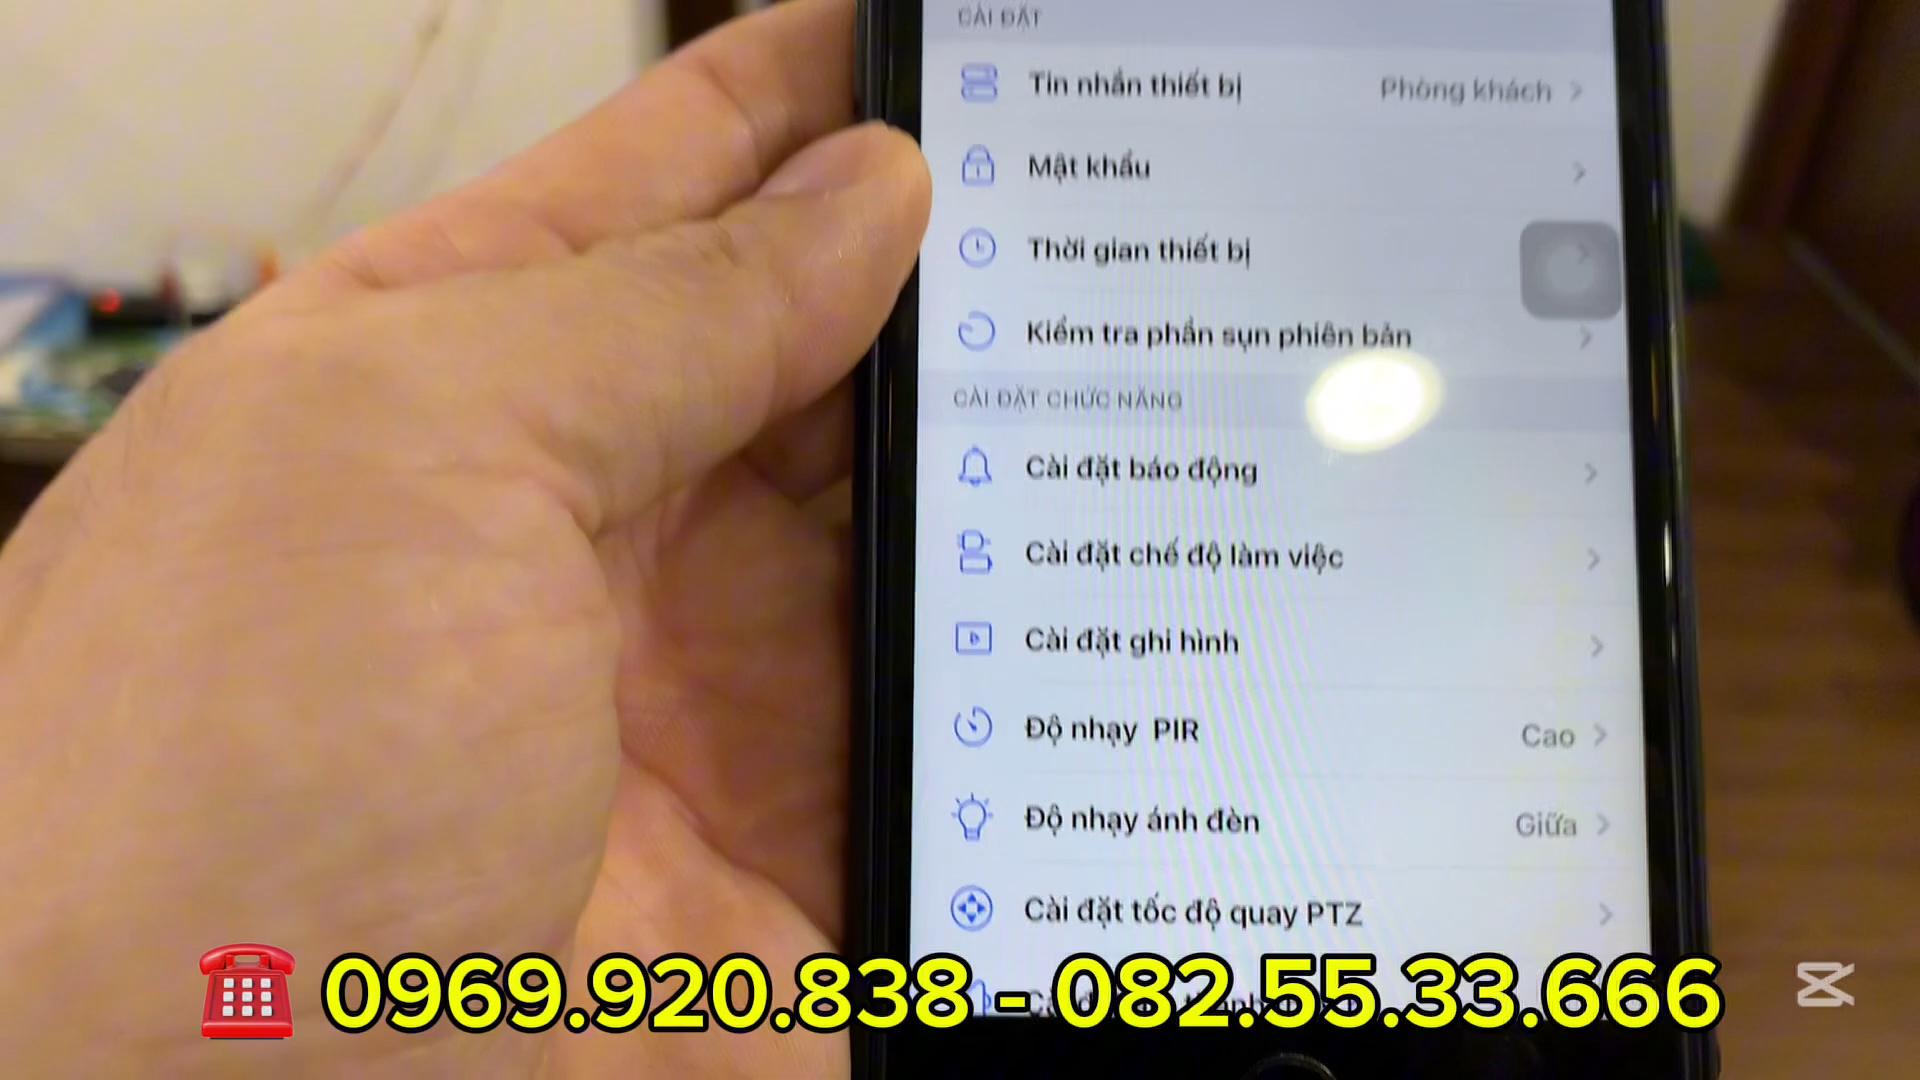 CÀI ĐẶT
Tin nhắn thiết bị Phòng khách
Mật khẩu
Thời gian thiết bị
Kiểm tra phần sụn phiên bản
CÀI ĐẶT CHỨC NĂNG
Cài đặt báo động
Cài đặt chế độ làm việc
Cài đặt ghi hình
Độ nhạy PIR Cao
Độ nhạy ánh đèn Giữa
Cài đặt tốc độ quay PTZ
0969.920.838 - 082.55.33.666